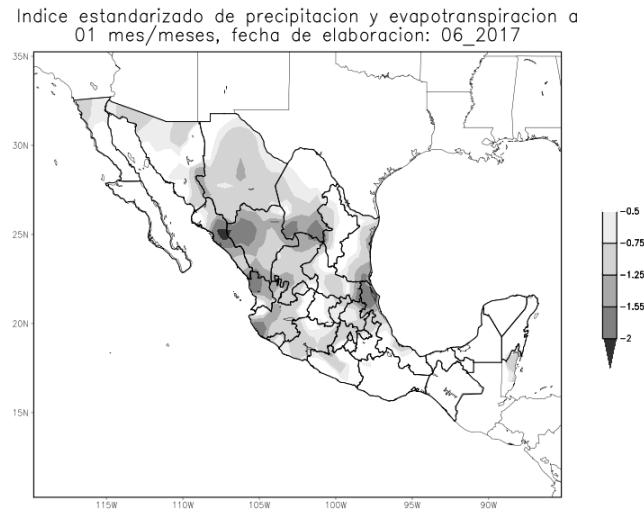 Indice estandarizado de precipitacion y evapotranspiracion a
01 mes/meses, fecha de elaboracion: 06_2017
35N
30N
25N
20N
15N
115W 110W 105W 100W 95W 90W
-0.5
-0.75
-1.25
-1.55
-2